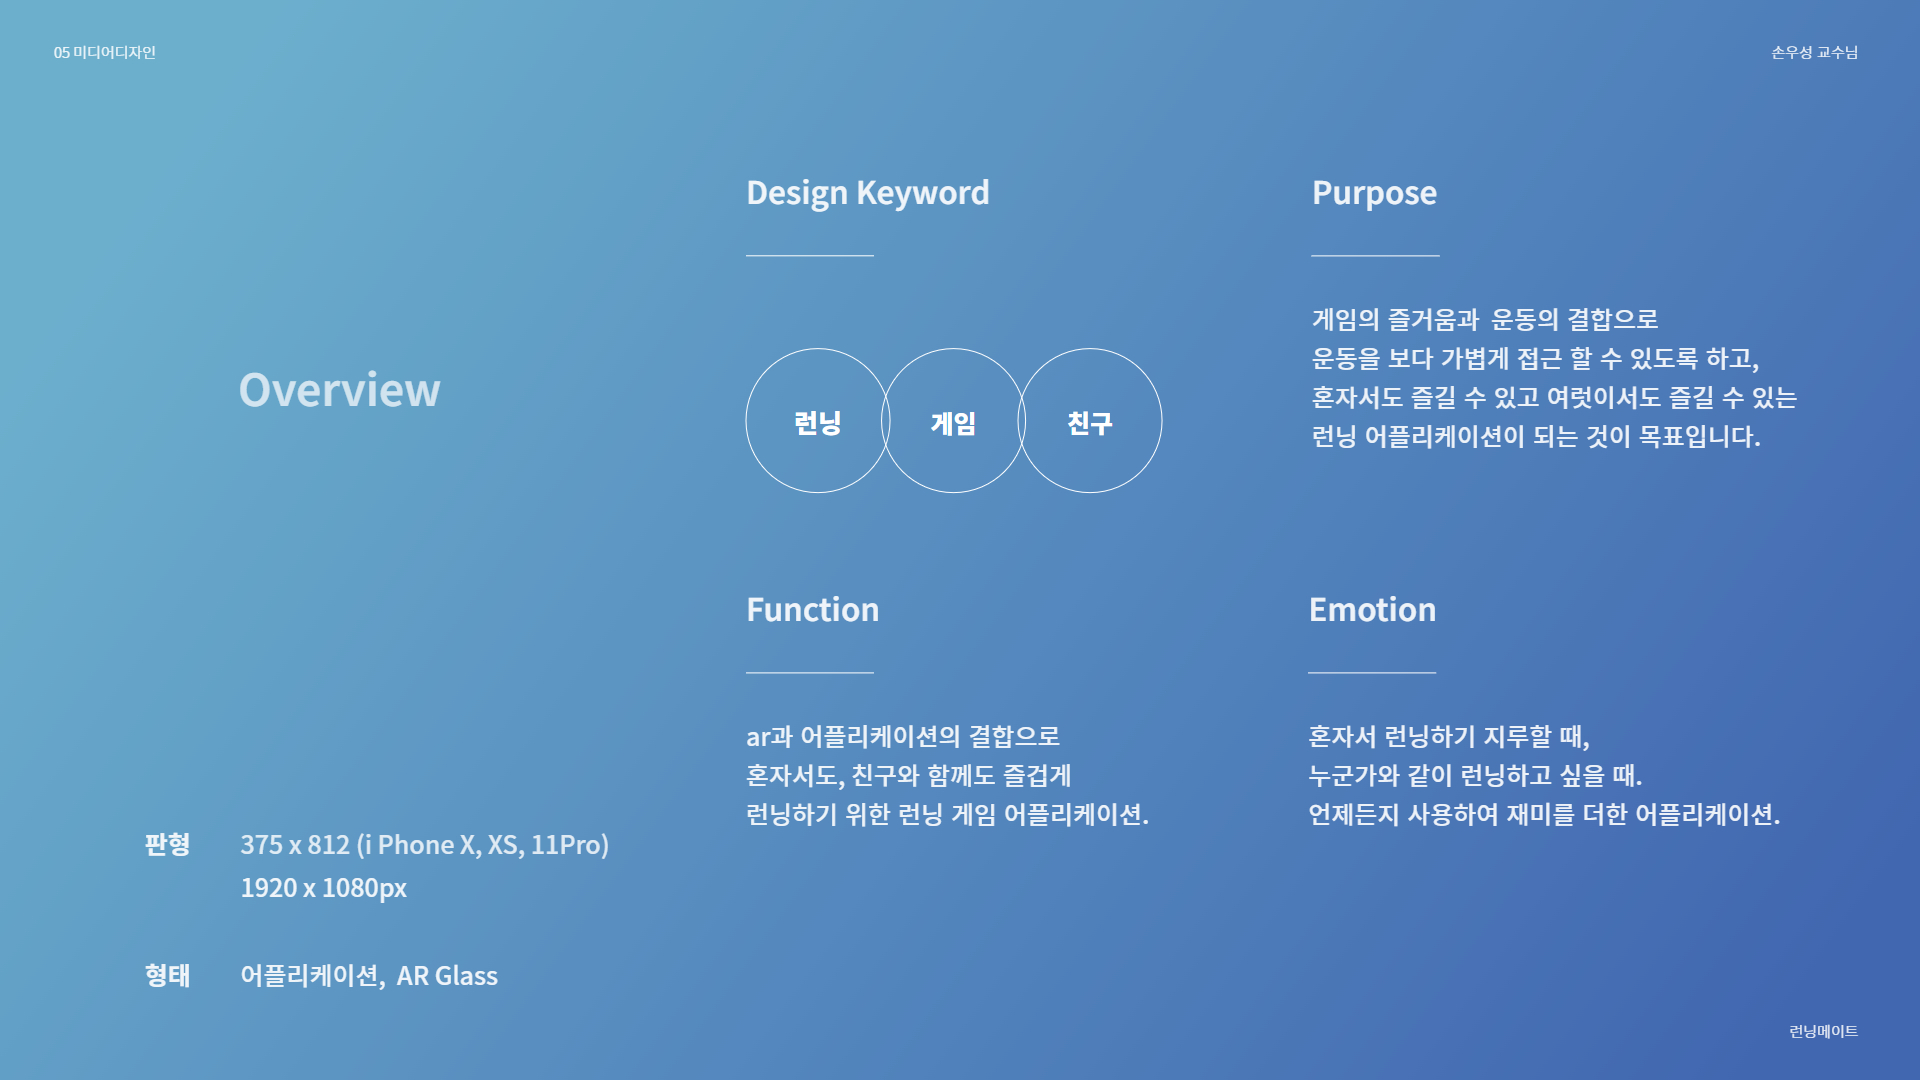 05 미디어디자인
손우성 교수님
Overview
판형
375 x 812 (i Phone X, XS, 11Pro)
1920 x 1080px
형태
어플리케이션,  AR Glass
Design Keyword
런닝
게임
친구
Purpose
게임의 즐거움과  운동의 결합으로
운동을 보다 가볍게 접근 할 수 있도록 하고,
혼자서도 즐길 수 있고 여럿이서도 즐길 수 있는
런닝 어플리케이션이 되는 것이 목표입니다.
Function
ar과 어플리케이션의 결합으로
혼자서도, 친구와 함께도 즐겁게
런닝하기 위한 런닝 게임 어플리케이션.
Emotion
혼자서 런닝하기 지루할 때,
누군가와 같이 런닝하고 싶을 때.
언제든지 사용하여 재미를 더한 어플리케이션.
런닝메이트